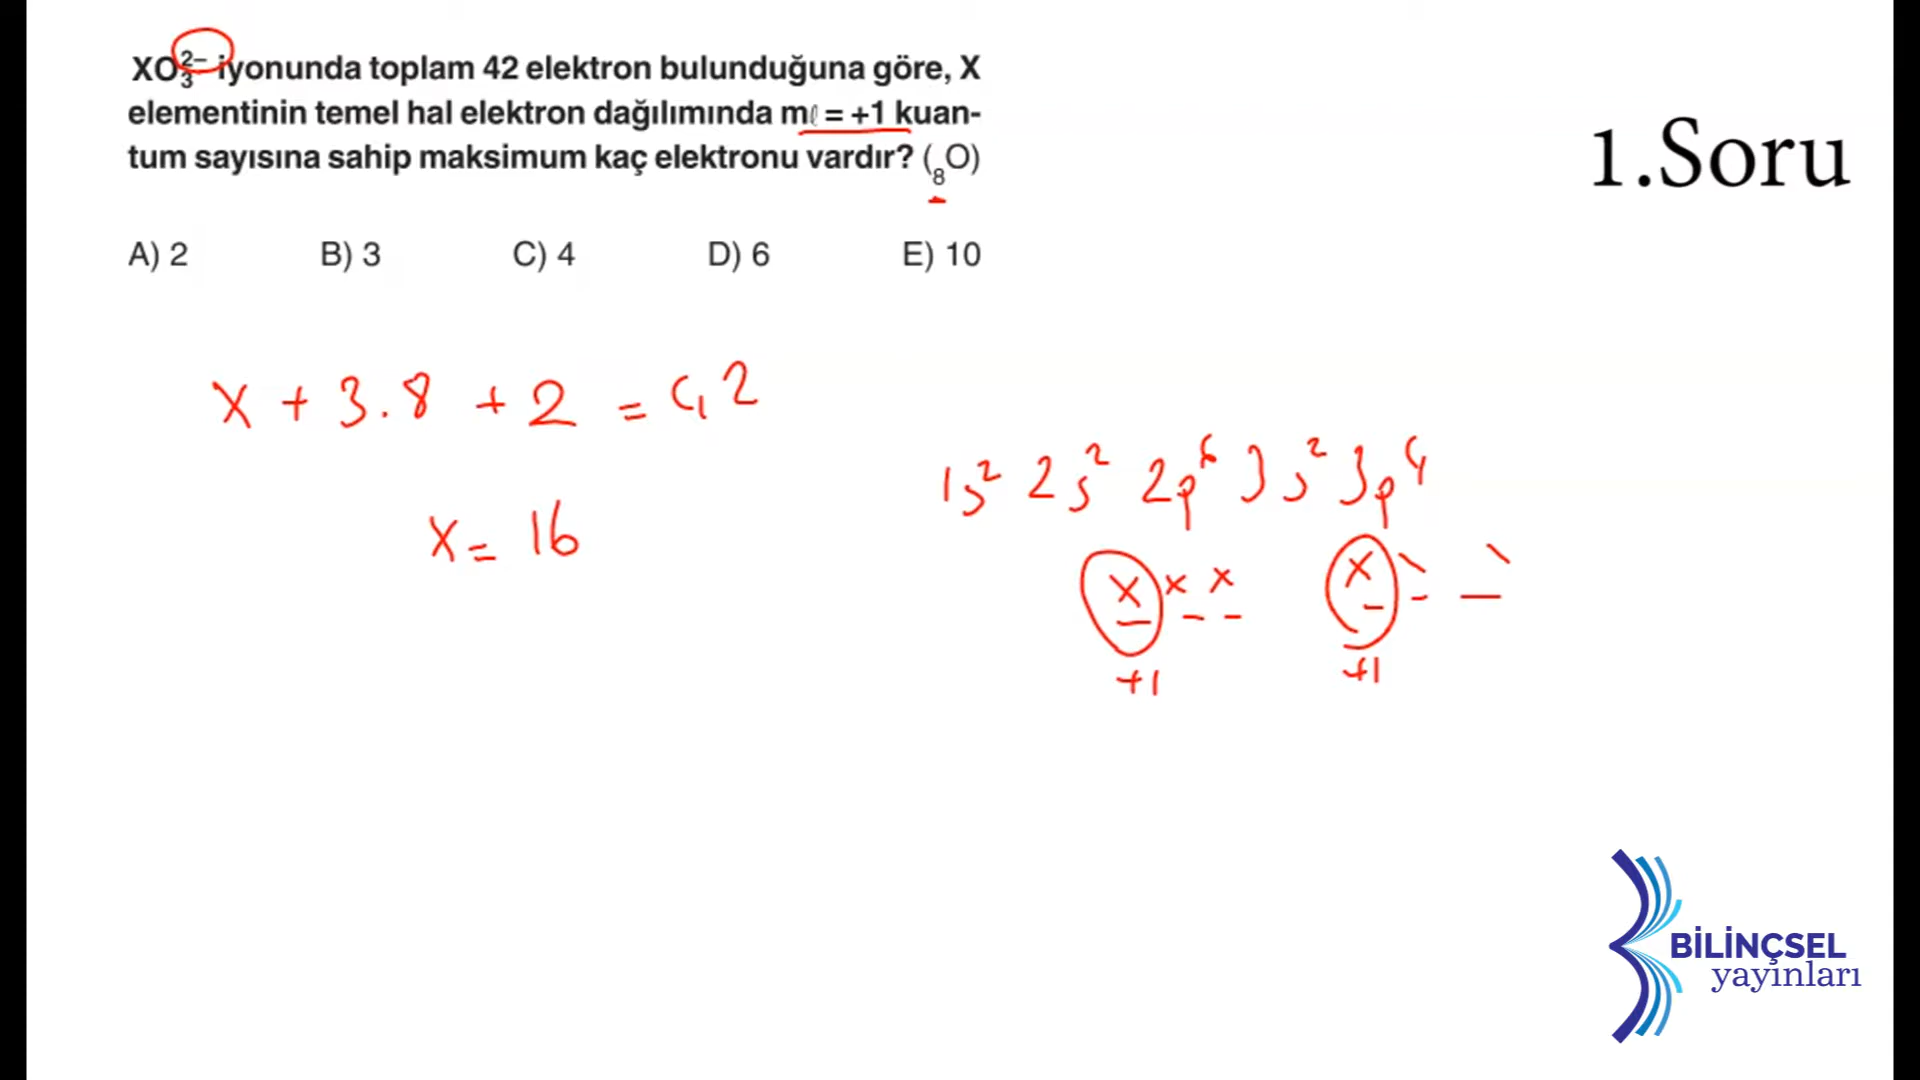 XO₃²⁻ iyonunda toplam 42 elektron bulunduğuna göre, X
elementinin temel hal elektron dağılımında mℓ = +1 kuan-
tum sayısına sahip maksimum kaç elektronu vardır? (₈O)
A) 2 B) 3 C) 4 D) 6 E) 10
1.Soru
x + 3.8 + 2 = 42
x = 16
1s² 2s² 2p⁶ 3s² 3p⁴
x x x x
+1 +1
BİLİNÇSEL
yayınları